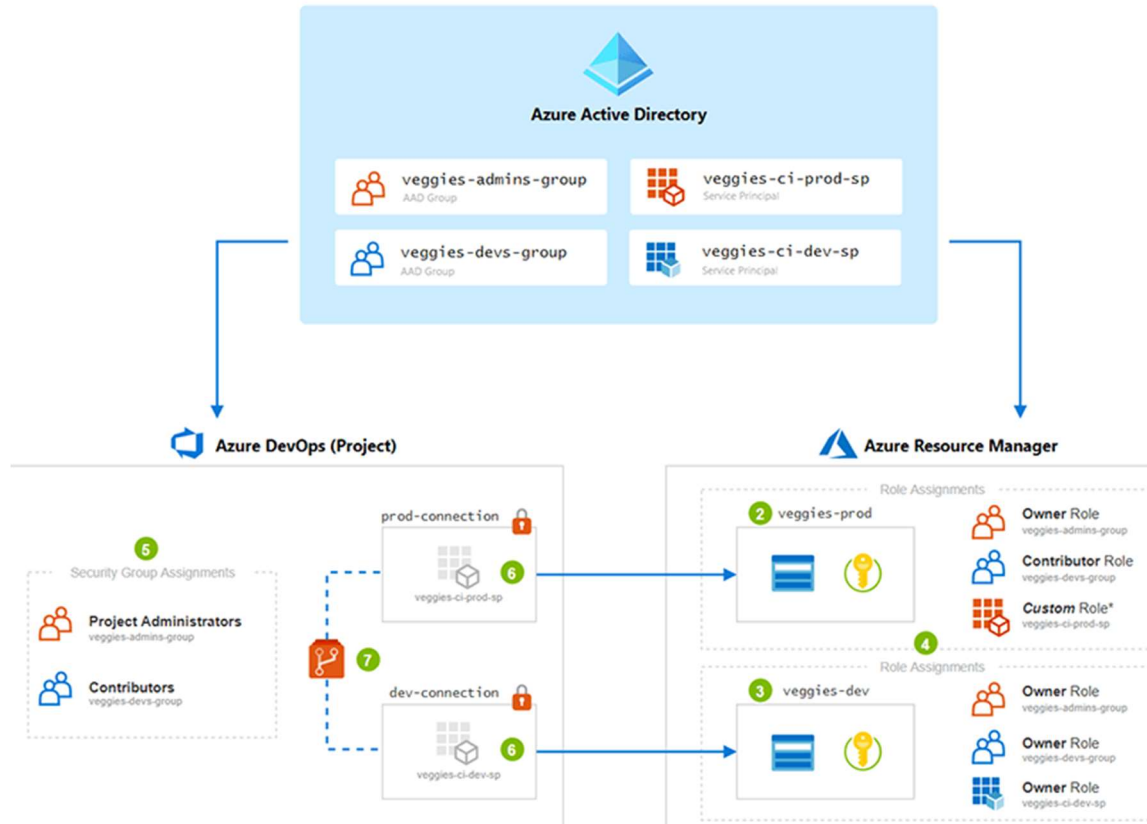 Azure Active Directory
veggies-admins-group
AAD Group
veggies-ci-prod-sp
Service Principal
veggies-devs-group
AAD Group
veggies-ci-dev-sp
Service Principal
Azure DevOps (Project)
5
Security Group Assignments
Project Administrators
veggies-admins-group
Contributors
veggies-devs-group
prod-connection
6
veggies-ci-prod-sp
7
dev-connection
6
veggies-ci-dev-sp
Azure Resource Manager
Role Assignments
2 veggies-prod
Owner Role
veggies-admins-group
Contributor Role
veggies-devs-group
Custom Role*
veggies-ci-prod-sp
4
Role Assignments
3 veggies-dev
Owner Role
veggies-admins-group
Owner Role
veggies-devs-group
Owner Role
veggies-ci-dev-sp